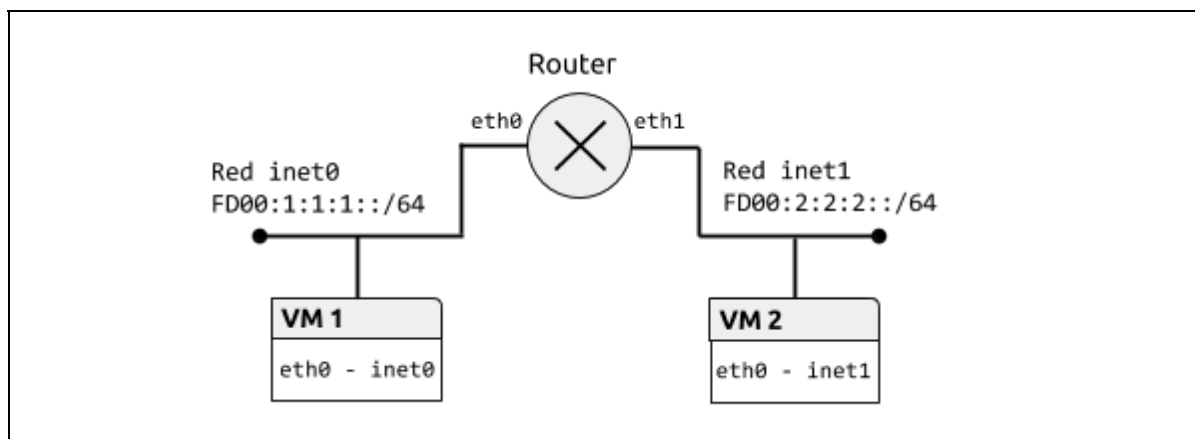 Router
eth0
eth1
Red inet0
FD00:1:1:1::/64
Red inet1
FD00:2:2:2::/64
VM 1
eth0 - inet0
VM 2
eth0 - inet1